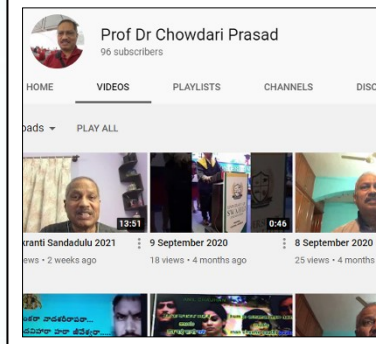 Prof Dr Chowdari Prasad
96 subscribers
HOME VIDEOS PLAYLISTS CHANNELS DISC
oads PLAY ALL
13:51 0:46
kranti Sandadulu 2021 9 September 2020 8 September 2020
ews • 2 weeks ago 18 views • 4 months ago 25 views • 4 months